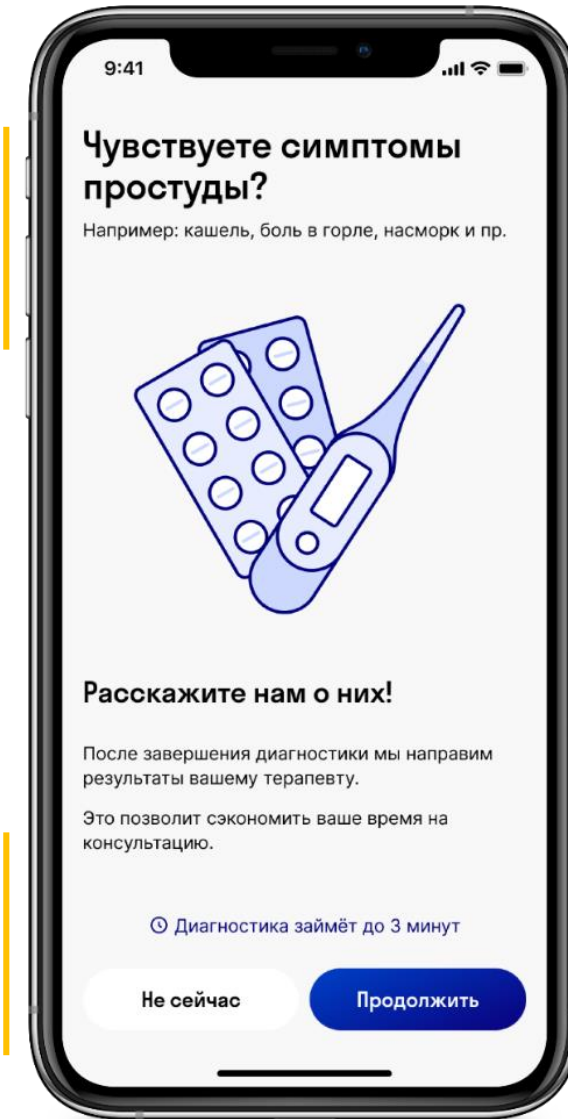 9:41
Чувствуете симптомы
простуды?
Например: кашель, боль в горле, насморк и пр.
Расскажите нам о них!
После завершения диагностики мы направим
результаты вашему терапевту.
Это позволит сэкономить ваше время на
консультацию.
Диагностика займёт до 3 минут
Не сейчас
Продолжить